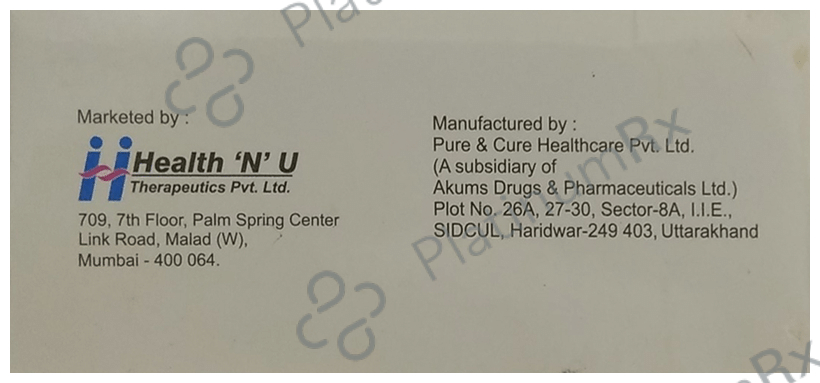 Marketed by :
Health 'N' U
Therapeutics Pvt. Ltd.
709, 7th Floor, Palm Spring Center
Link Road, Malad (W),
Mumbai - 400 064.
Manufactured by :
Pure & Cure Healthcare Pvt. Ltd.
(A subsidiary of
Akums Drugs & Pharmaceuticals Ltd.)
Plot No. 26A, 27-30, Sector-8A, I.I.E.,
SIDCUL, Haridwar-249 403, Uttarakhand
PlatinumRx